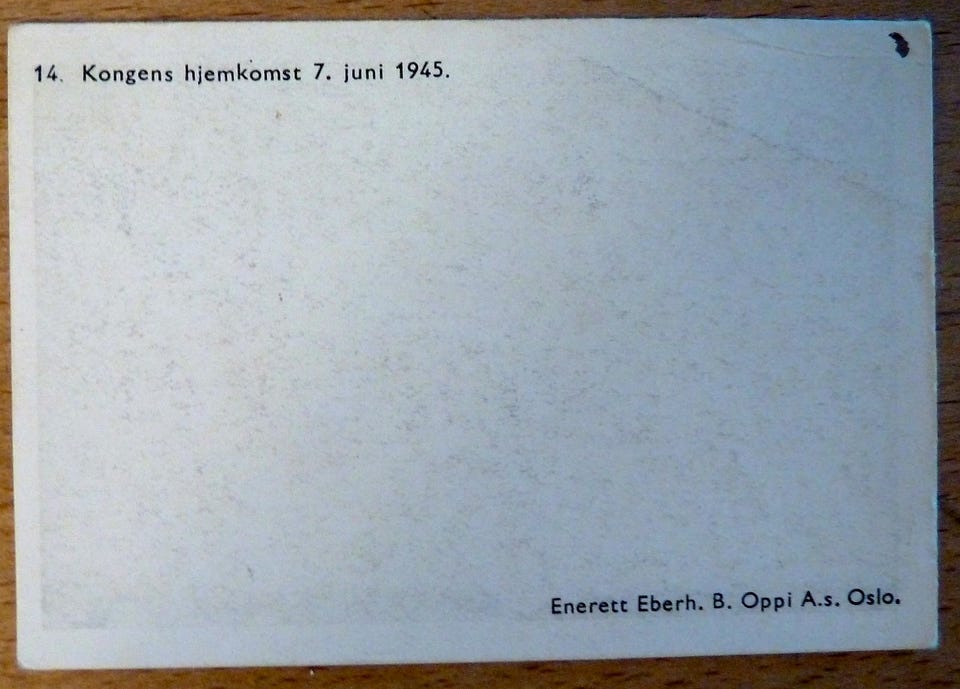 14. Kongens hjemkomst 7. juni 1945.
Enerett Eberh. B. Oppi A.s. Oslo.